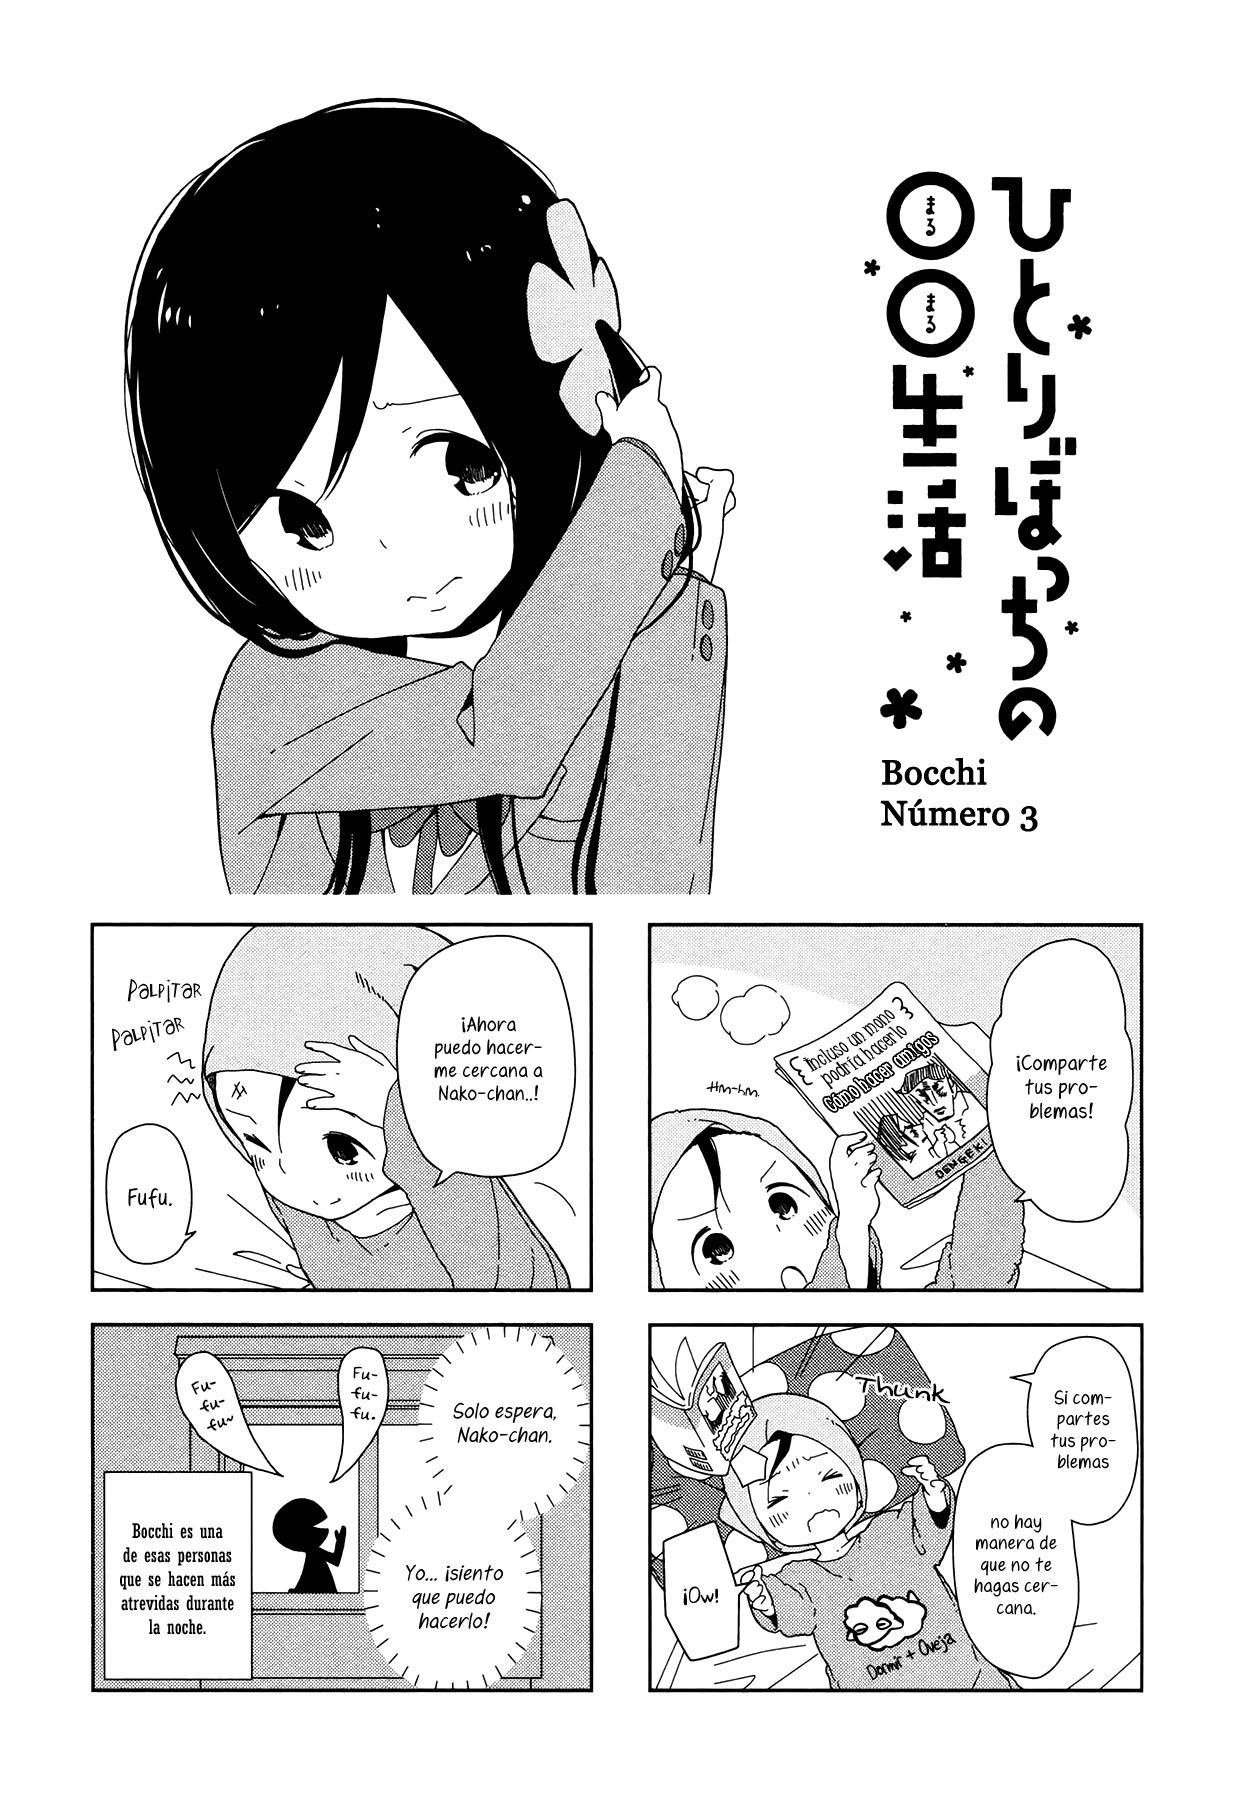 ひとりぼっちの
○○生活
まる
まる
Bocchi
Número 3
¡Comparte
tus pro-
blemas!
Incluso un mono
podría hacerlo
Cómo hacer amigos
DENGEKI
Hm-hm.
Si com-
partes
tus pro-
blemas
no hay
manera de
que no te
hagas cer-
cana.
Thunk
¡Ow!
Dormir + Oveja
¡Ahora
puedo hacer-
me cercana a
Nako-chan..!
PALPITAR
PALPITAR
Fufu.
Solo espera,
Nako-chan.
Yo... ¡siento
que puedo
hacerlo!
Fu-
fu-
fu.
Fu-
fu-
fu~
Bocchi es una
de esas personas
que se hacen más
atrevidas durante
la noche.